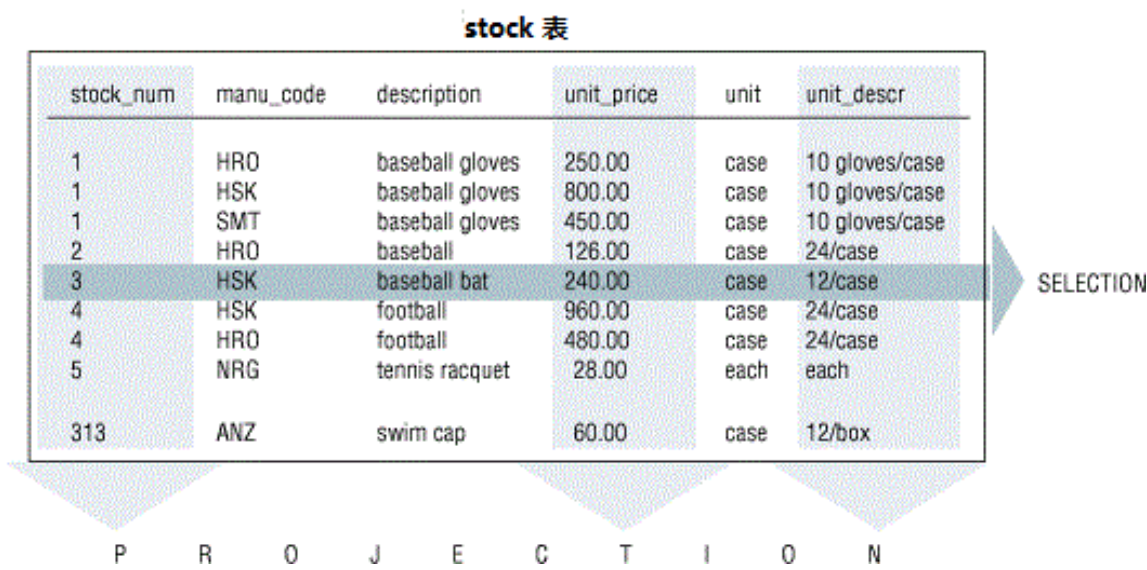 stock 表
stock_num manu_code description unit_price unit unit_descr
1 HRO baseball gloves 250.00 case 10 gloves/case
1 HSK baseball gloves 800.00 case 10 gloves/case
1 SMT baseball gloves 450.00 case 10 gloves/case
2 HRO baseball 126.00 case 24/case
3 HSK baseball bat 240.00 case 12/case
SELECTION
4 HSK football 960.00 case 24/case
4 HRO football 480.00 case 24/case
5 NRG tennis racquet 28.00 each each
313 ANZ swim cap 60.00 case 12/box
P R O J E C T I O N